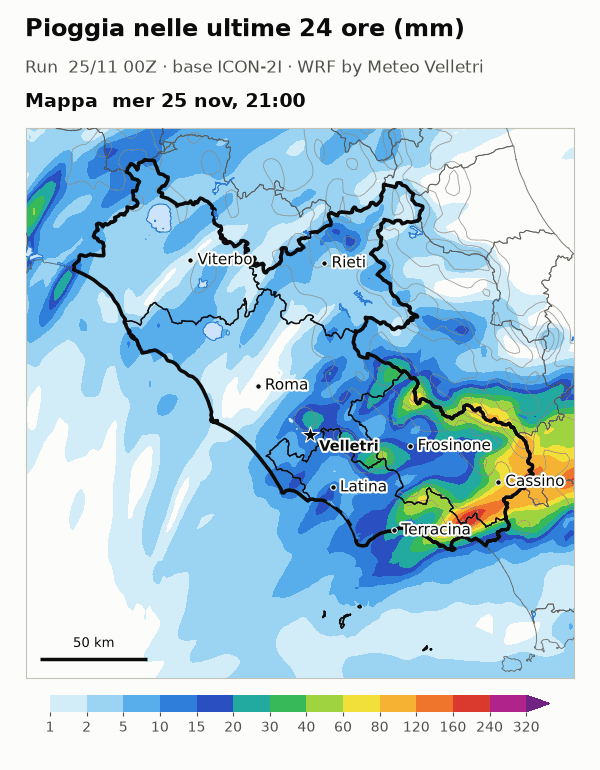 Pioggia nelle ultime 24 ore (mm)
Run 25/11 00Z · base ICON-2I · WRF by Meteo Velletri
Mappa mer 25 nov, 21:00
Viterbo
Rieti
Roma
Velletri
Frosinone
Latina
Cassino
Terracina
50 km
1 2 5 10 15 20 30 40 60 80 120 160 240 320